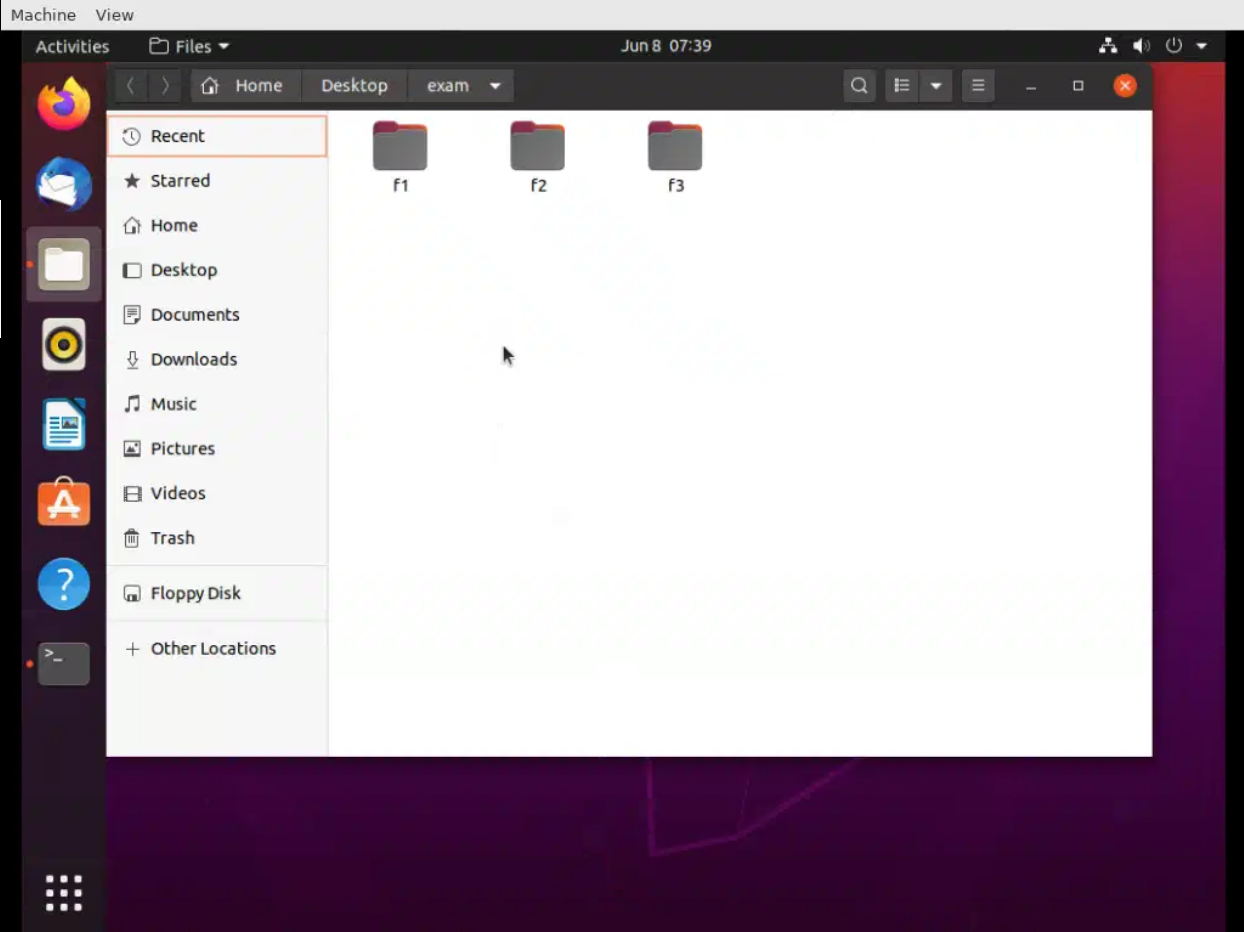 Machine View
Activities Files Jun 8 07:39
Home Desktop exam
Recent
Starred
Home
Desktop
Documents
Downloads
Music
Pictures
Videos
Trash
Floppy Disk
Other Locations
f1 f2 f3